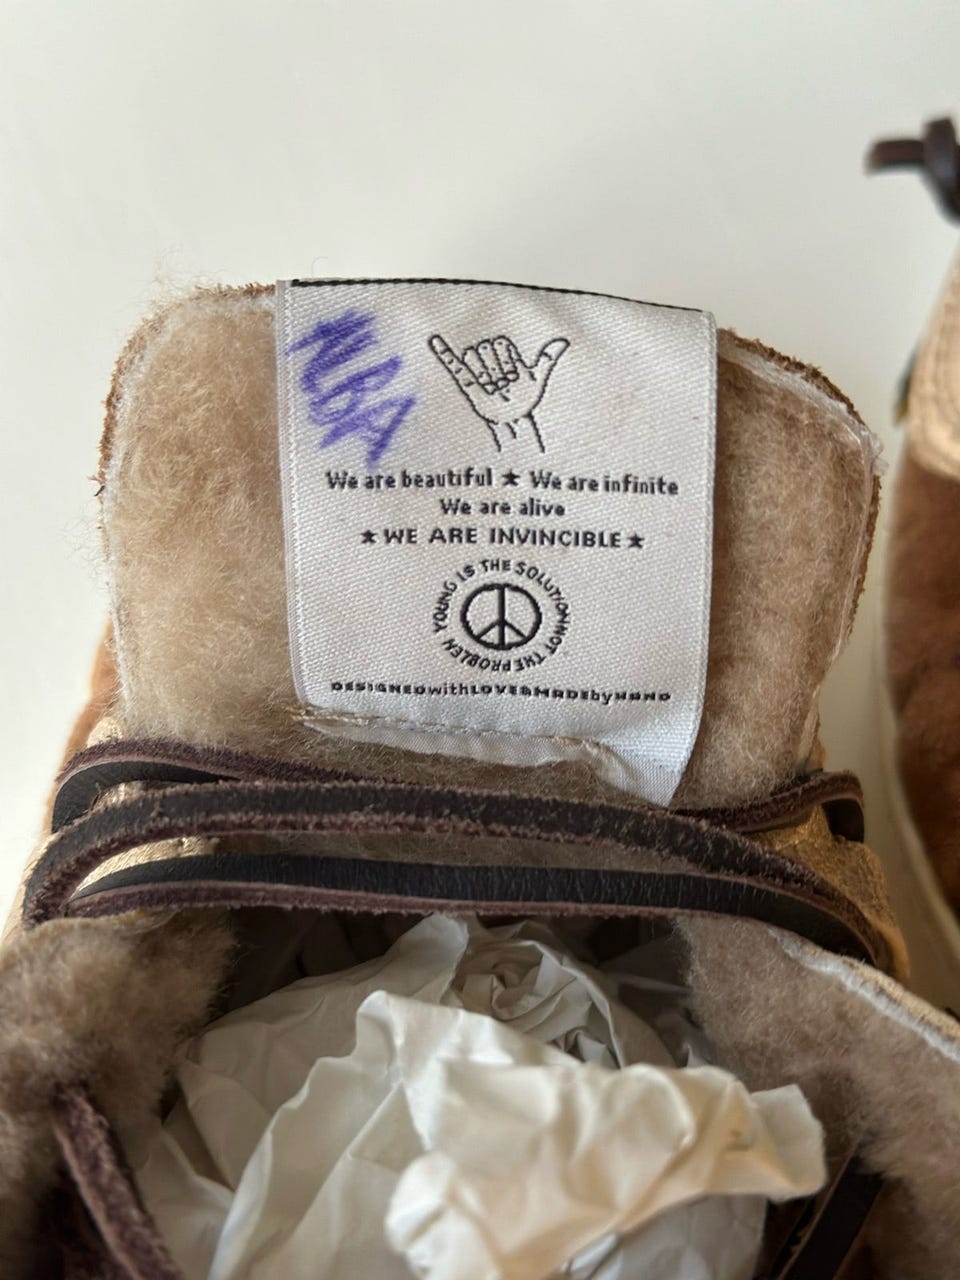 NBA
We are beautiful ★ We are infinite
We are alive
★ WE ARE INVINCIBLE ★
YOUNG IS THE SOLUTION NOT THE PROBLEM
DESIGNEDwithLOVE&MADEbyHAND